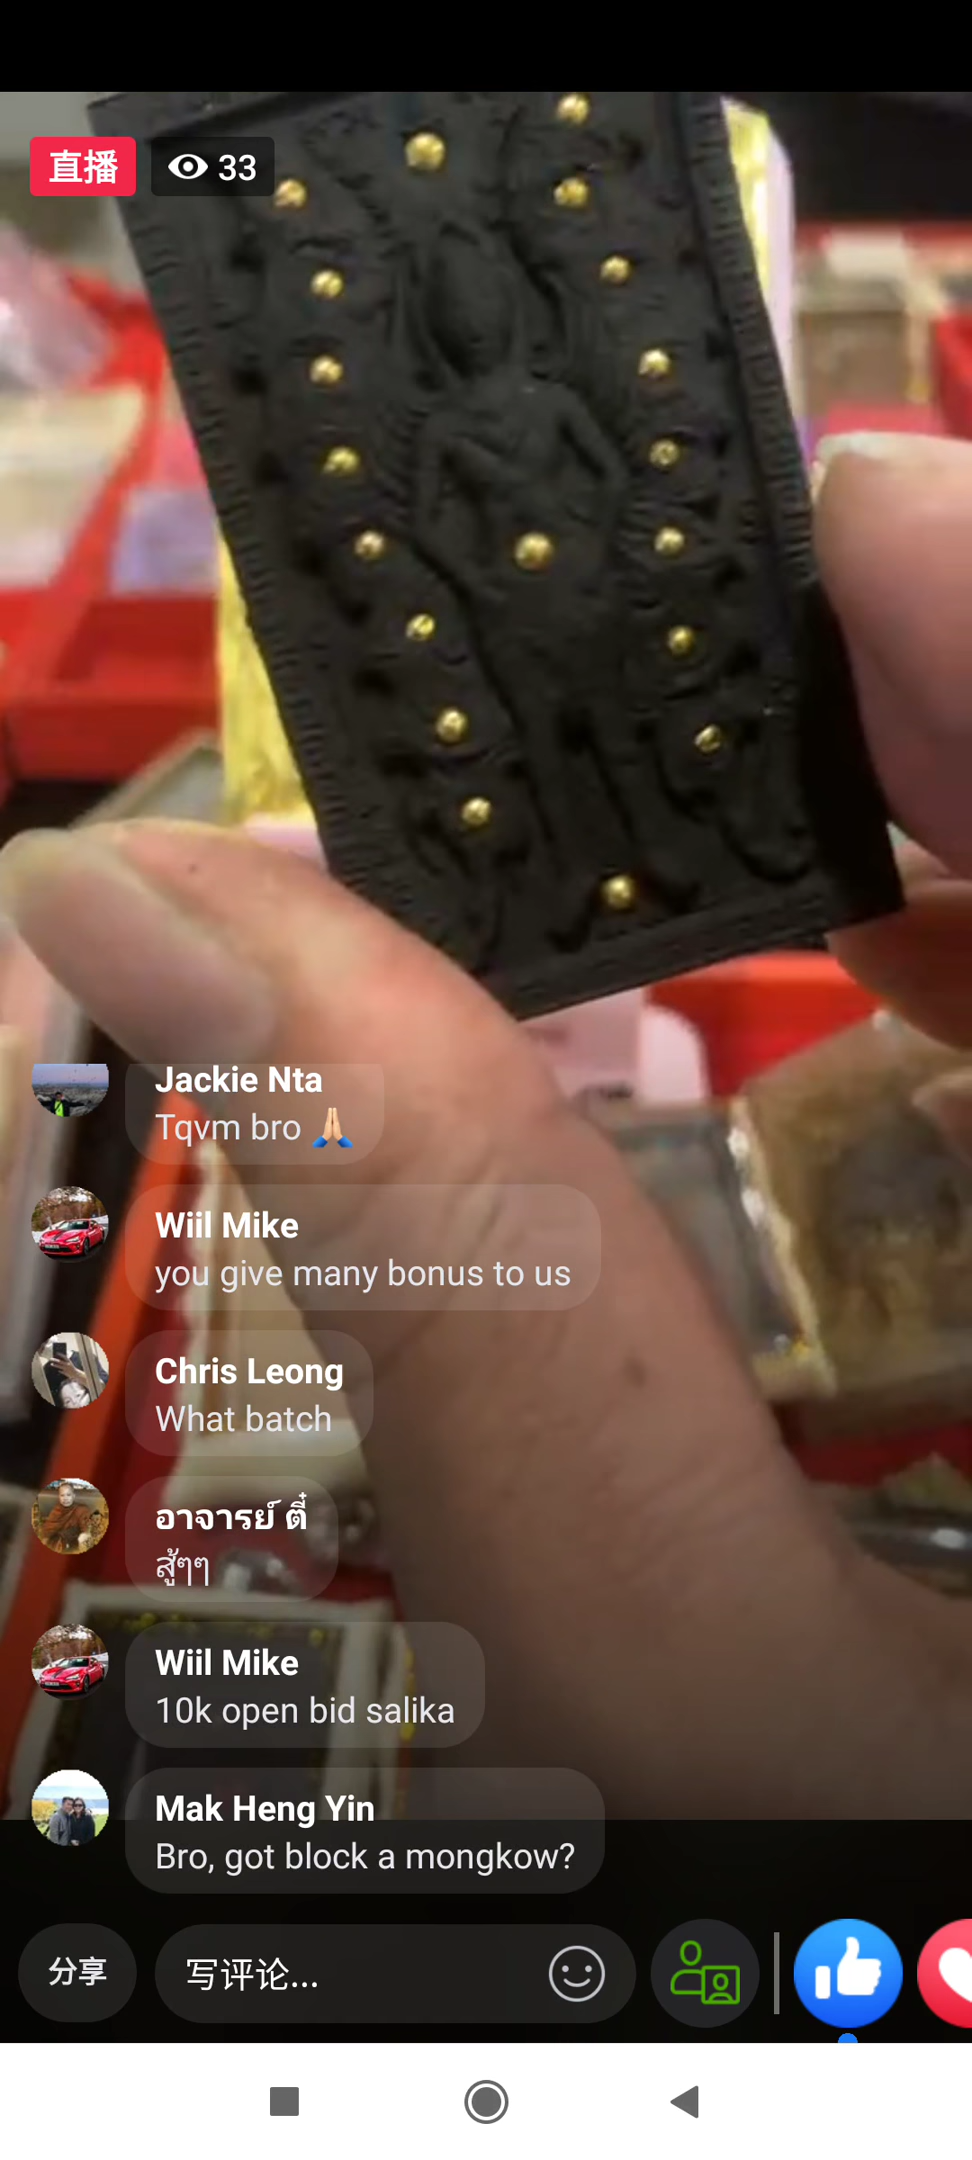 直播 33
Jackie Nta
Tqvm bro 🙏🏻
Wiil Mike
you give many bonus to us
Chris Leong
What batch
อาจารย์ ตี๋
สู้ๆๆ
Wiil Mike
10k open bid salika
Mak Heng Yin
Bro, got block a mongkow?
分享 写评论...